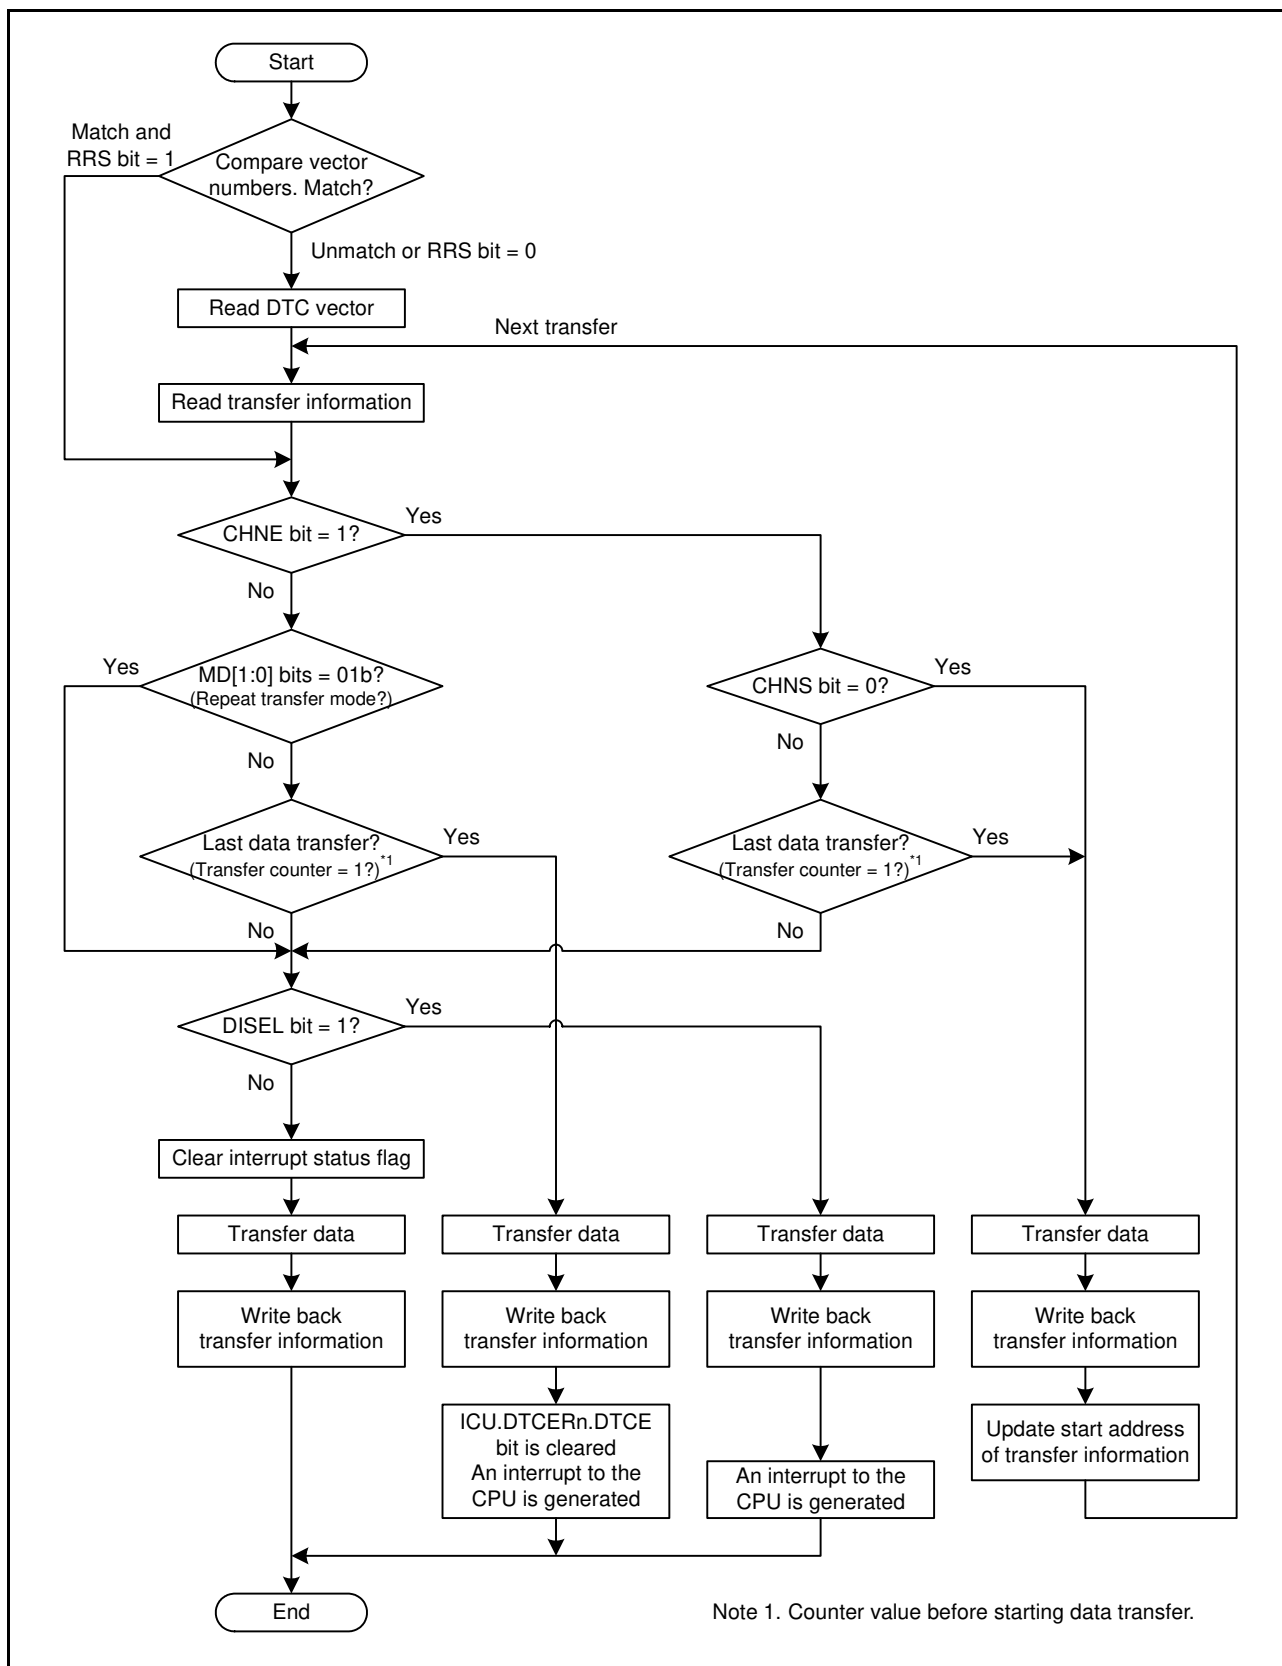 Start
Match and
RRS bit = 1
Compare vector
numbers. Match?
Unmatch or RRS bit = 0
Read DTC vector
Next transfer
Read transfer information
CHNE bit = 1?
Yes
No
Yes
MD[1:0] bits = 01b?
(Repeat transfer mode?)
CHNS bit = 0?
Yes
No
No
Last data transfer?
(Transfer counter = 1?)*1
Yes
Last data transfer?
(Transfer counter = 1?)*1
Yes
No
No
DISEL bit = 1?
Yes
No
Clear interrupt status flag
Transfer data
Transfer data
Transfer data
Transfer data
Write back
transfer information
Write back
transfer information
Write back
transfer information
Write back
transfer information
ICU.DTCERn.DTCE
bit is cleared
An interrupt to the
CPU is generated
An interrupt to the
CPU is generated
Update start address
of transfer information
End
Note 1. Counter value before starting data transfer.